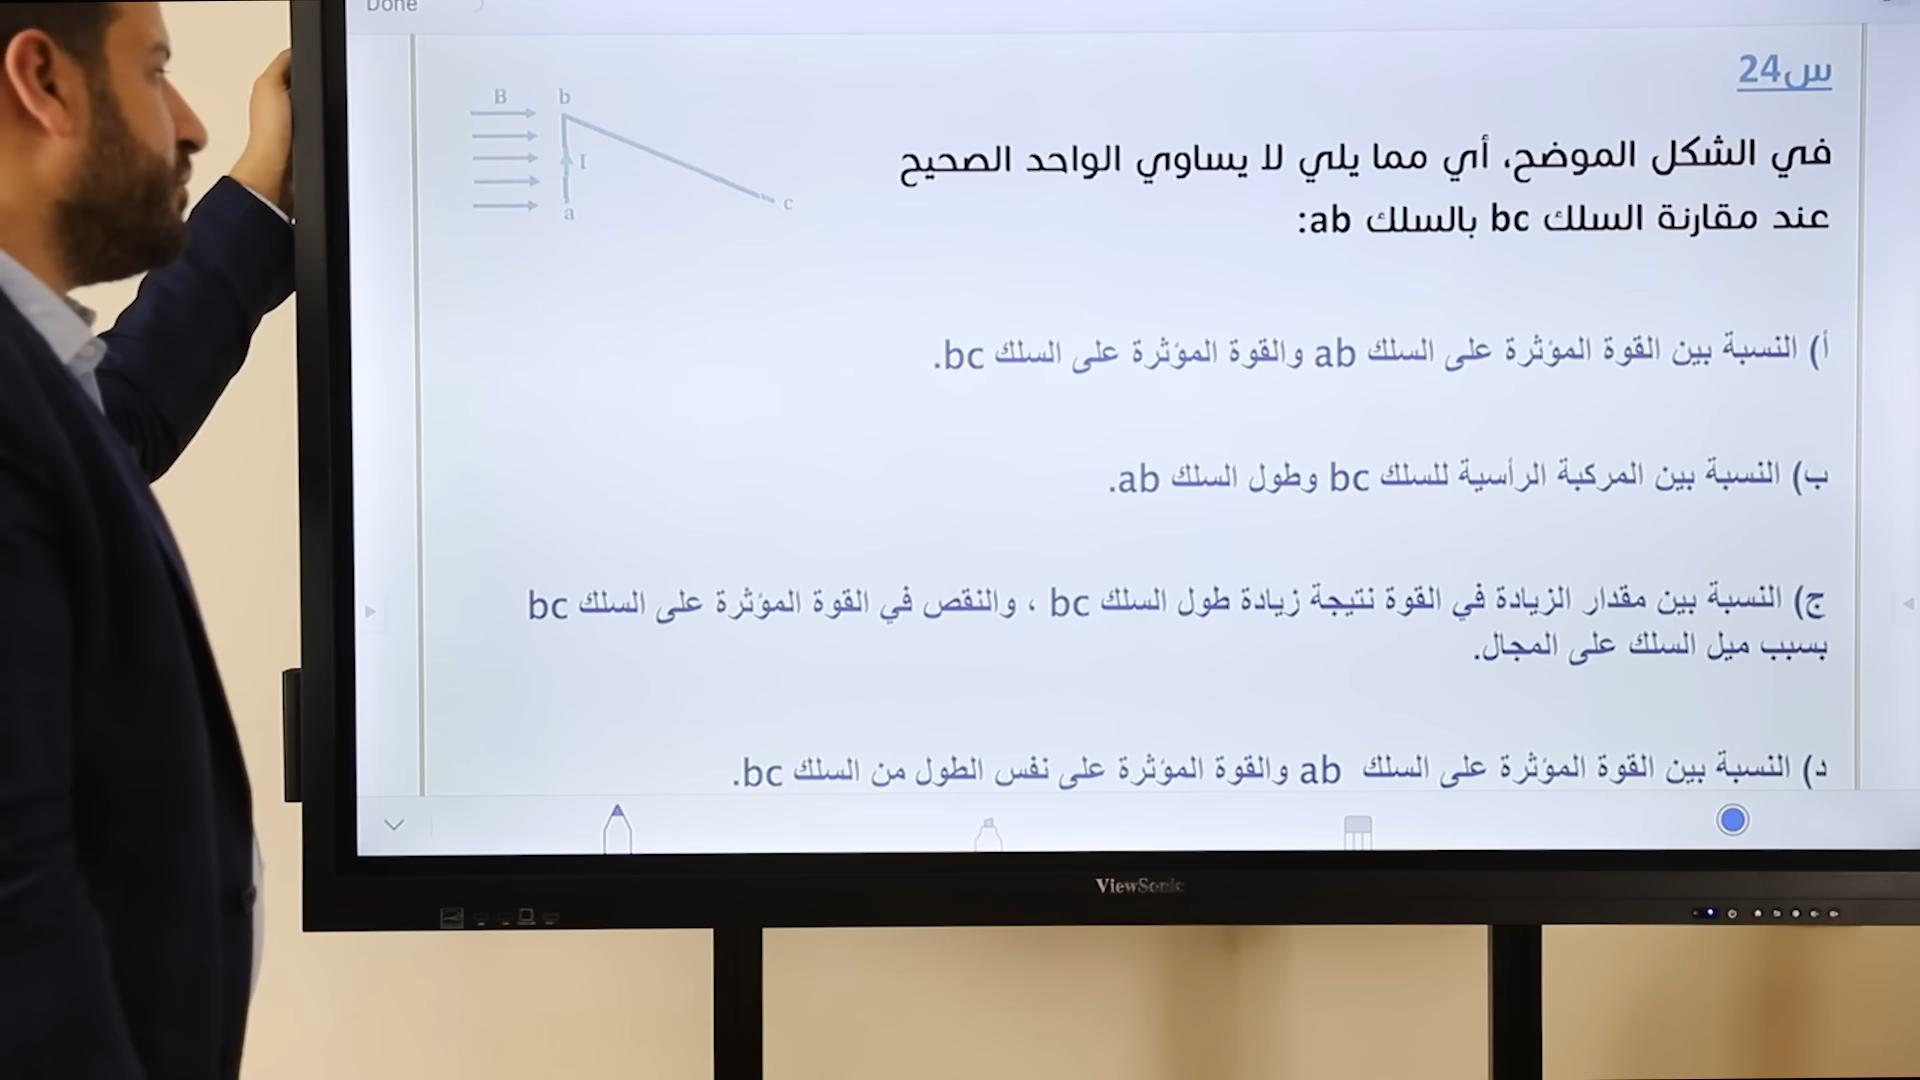 Done
س24
في الشكل الموضح، أي مما يلي لا يساوي الواحد الصحيح
عند مقارنة السلك bc بالسلك ab:
B
b
I
a
c
أ) النسبة بين القوة المؤثرة على السلك ab والقوة المؤثرة على السلك bc.
ب) النسبة بين المركبة الرأسية للسلك bc وطول السلك ab.
ج) النسبة بين مقدار الزيادة في القوة نتيجة زيادة طول السلك bc ، والنقص في القوة المؤثرة على السلك bc
بسبب ميل السلك على المجال.
د) النسبة بين القوة المؤثرة على السلك ab والقوة المؤثرة على نفس الطول من السلك bc.
ViewSonic